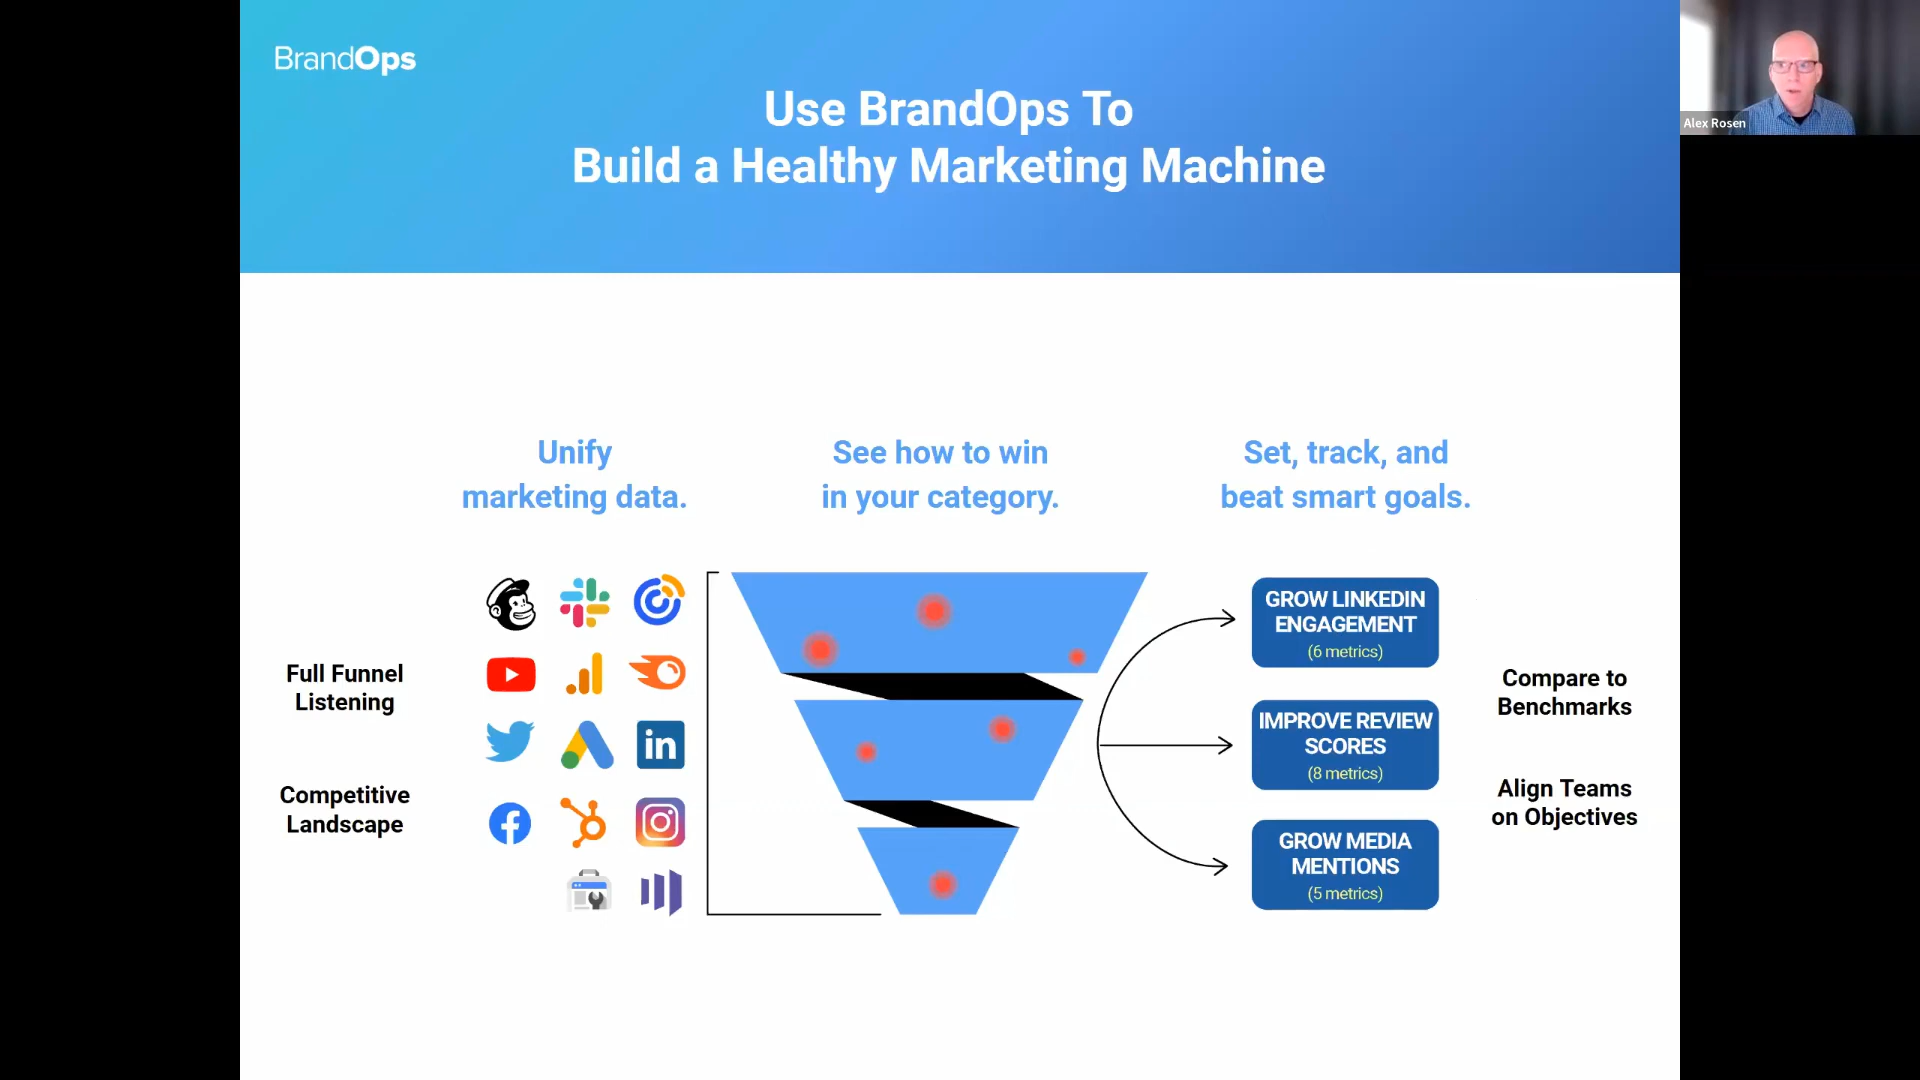 BrandOps
Use BrandOps To
Build a Healthy Marketing Machine
Alex Rosen
Unify
marketing data.
See how to win
in your category.
Set, track, and
beat smart goals.
Full Funnel
Listening
Competitive
Landscape
in
GROW LINKEDIN
ENGAGEMENT
(6 metrics)
IMPROVE REVIEW
SCORES
(8 metrics)
GROW MEDIA
MENTIONS
(5 metrics)
Compare to
Benchmarks
Align Teams
on Objectives